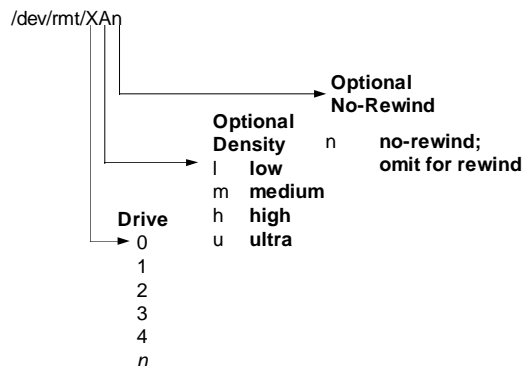 /dev/rmt/XAn
Optional
No-Rewind
n no-rewind;
omit for rewind
Optional
Density
l low
m medium
h high
u ultra
Drive
0
1
2
3
4
n